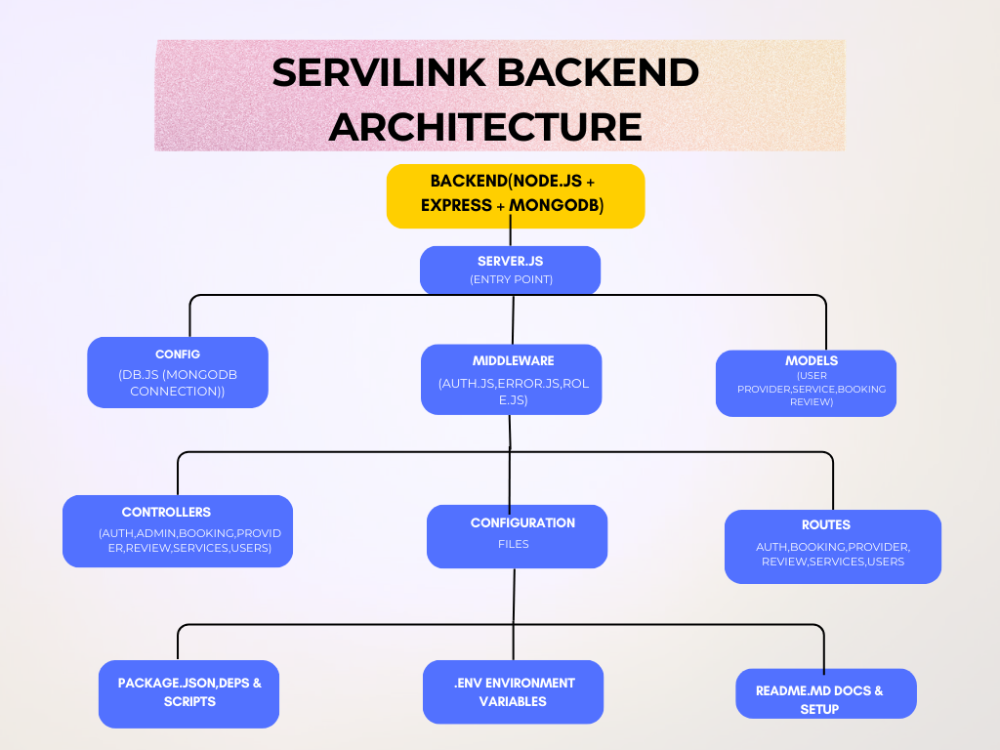 SERVILINK BACKEND
ARCHITECTURE
BACKEND(NODE.JS +
EXPRESS + MONGODB)
SERVER.JS
(ENTRY POINT)
CONFIG
(DB.JS (MONGODB
CONNECTION))
MIDDLEWARE
(AUTH.JS,ERROR.JS,ROL
E.JS)
MODELS
(USER
PROVIDER,SERVICE,BOOKING
REVIEW)
CONTROLLERS
(AUTH,ADMIN,BOOKING,PROVID
ER,REVIEW,SERVICES,USERS)
CONFIGURATION
FILES
ROUTES
AUTH,BOOKING,PROVIDER,
REVIEW,SERVICES,USERS
PACKAGE.JSON,DEPS &
SCRIPTS
.ENV ENVIRONMENT
VARIABLES
README.MD DOCS &
SETUP